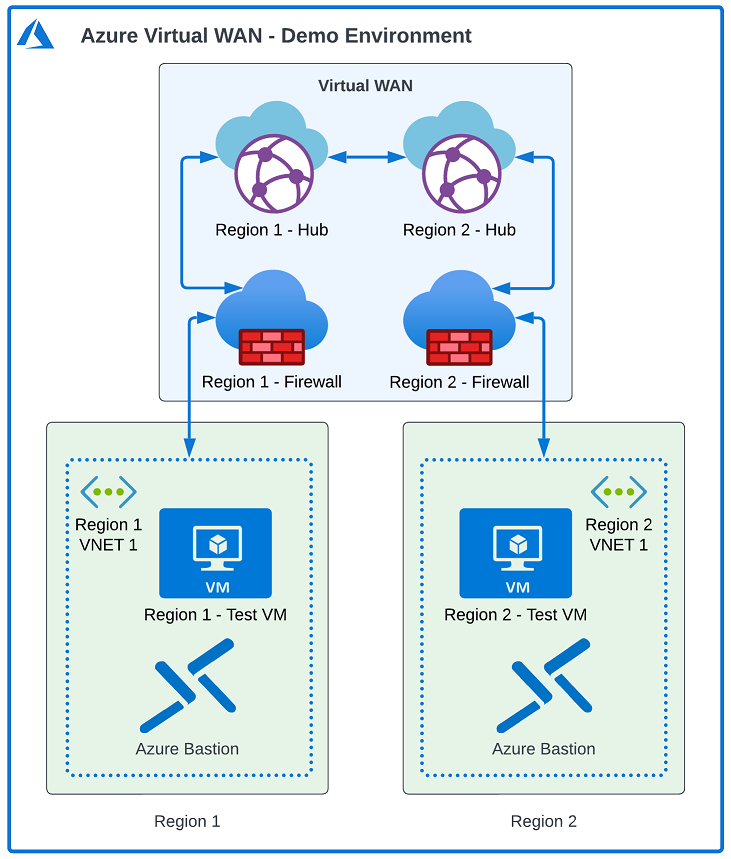 Azure Virtual WAN - Demo Environment
Virtual WAN
Region 1 - Hub
Region 2 - Hub
Region 1 - Firewall
Region 2 - Firewall
Region 1
VNET 1
VM
Region 1 - Test VM
Azure Bastion
Region 2
VNET 1
VM
Region 2 - Test VM
Azure Bastion
Region 1
Region 2